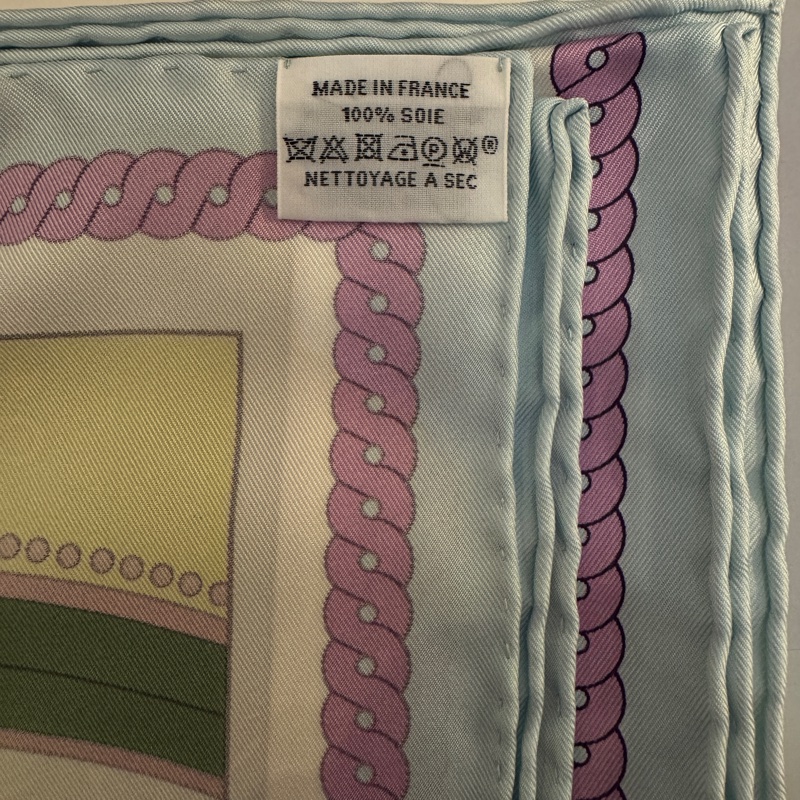 MADE IN FRANCE
100% SOIE
P W ®
NETTOYAGE A SEC